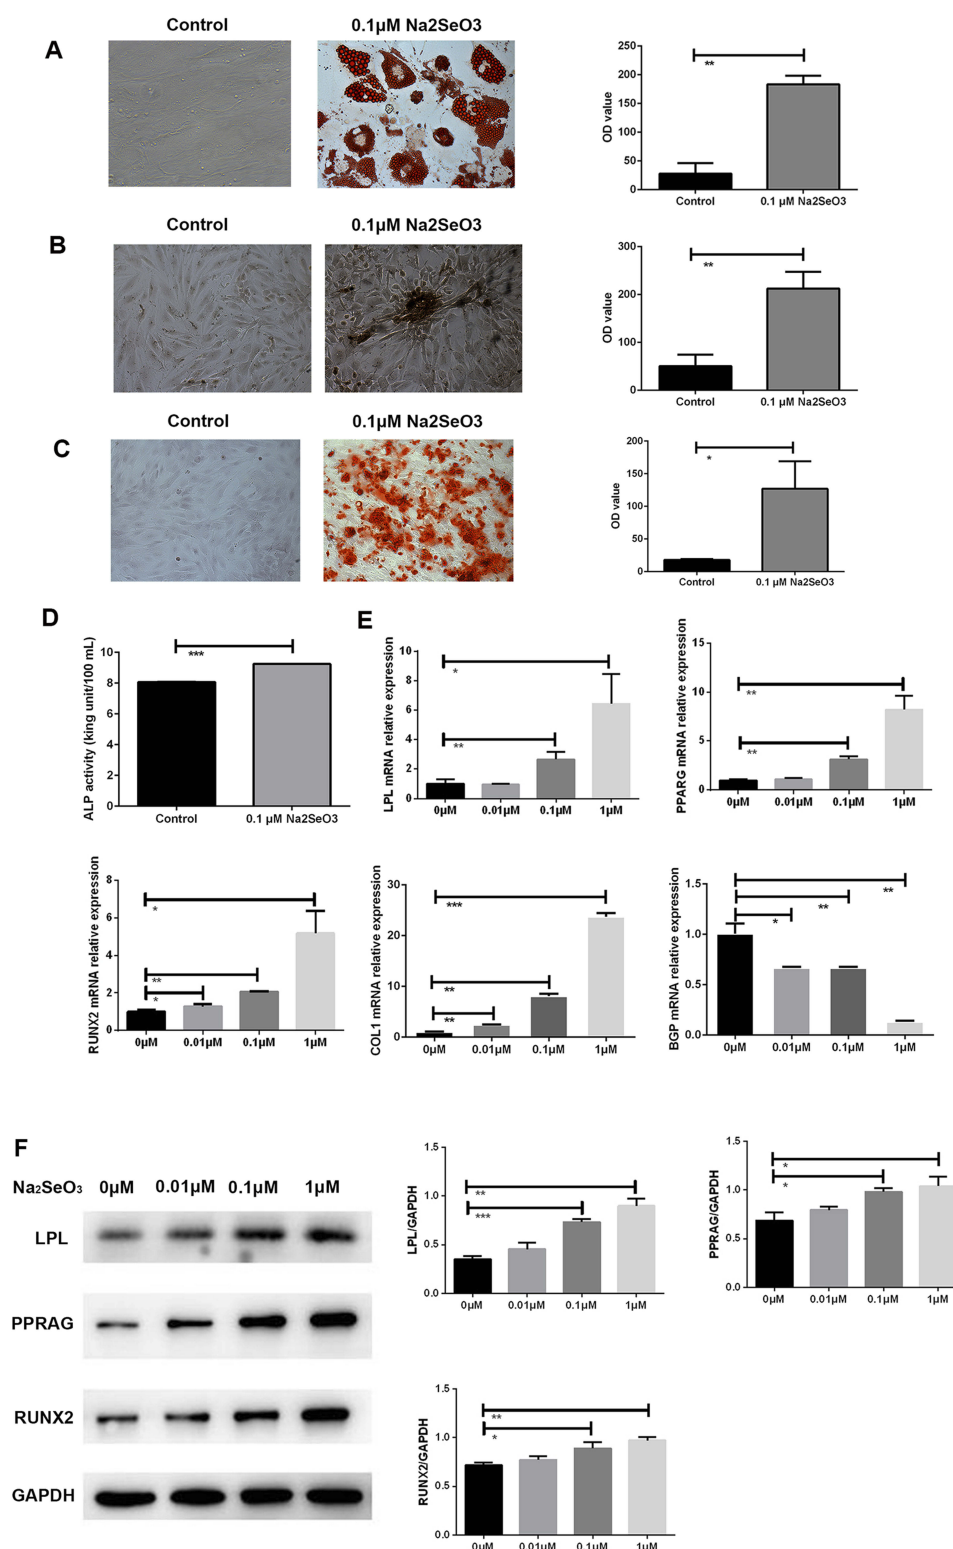 A
Control
0.1µM Na2SeO3
OD value
250
200
150
100
50
0
**
Control
0.1 µM Na2SeO3
B
Control
0.1µM Na2SeO3
OD value
300
200
100
0
**
Control
0.1 µM Na2SeO3
C
Control
0.1µM Na2SeO3
OD value
200
150
100
50
0
*
Control
0.1 µM Na2SeO3
D
ALP activity (king unit/100 mL)
10
8
6
4
2
0
***
Control
0.1 µM Na2SeO3
E
LPL mRNA relative expression
10
8
6
4
2
0
*
**
0µM
0.01µM
0.1µM
1µM
PPARG mRNA relative expression
15
10
5
0
**
**
0µM
0.01µM
0.1µM
1µM
RUNX2 mRNA relative expression
8
6
4
2
0
*
**
*
0µM
0.01µM
0.1µM
1µM
COL1 mRNA relative expression
30
20
10
0
***
**
**
0µM
0.01µM
0.1µM
1µM
BGP mRNA relative expression
1.5
1.0
0.5
0.0
**
**
*
0µM
0.01µM
0.1µM
1µM
F
Na₂SeO₃ 0µM 0.01µM 0.1µM 1µM
LPL
PPRAG
RUNX2
GAPDH
LPL/GAPDH
1.5
1.0
0.5
0.0
**
***
0µM
0.01µM
0.1µM
1µM
PPRAG/GAPDH
1.5
1.0
0.5
0.0
*
*
0µM
0.01µM
0.1µM
1µM
RUNX2/GAPDH
1.5
1.0
0.5
0.0
**
*
0µM
0.01µM
0.1µM
1µM